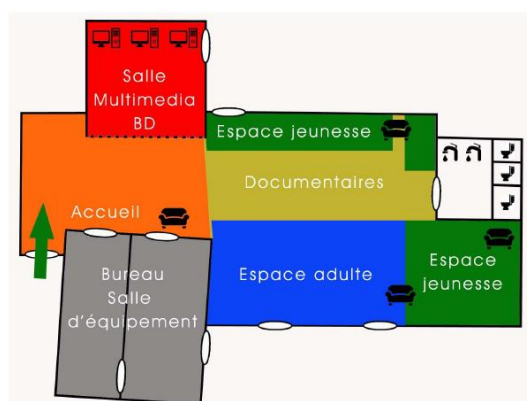 Salle
Multimedia
BD
Espace jeunesse
Documentaires
Accueil
Bureau
Salle
d'équipement
Espace adulte
Espace
jeunesse